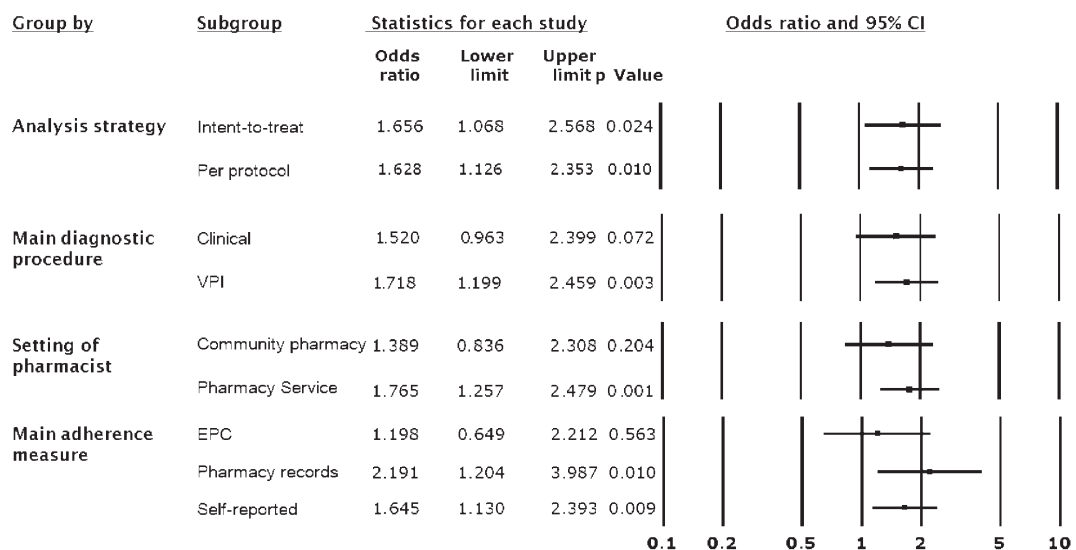 Group by Subgroup Statistics for each study Odds ratio and 95% CI
Odds ratio Lower limit Upper limit p Value
Analysis strategy Intent-to-treat 1.656 1.068 2.568 0.024
Per protocol 1.628 1.126 2.353 0.010
Main diagnostic procedure Clinical 1.520 0.963 2.399 0.072
VPI 1.718 1.199 2.459 0.003
Setting of pharmacist Community pharmacy 1.389 0.836 2.308 0.204
Pharmacy Service 1.765 1.257 2.479 0.001
Main adherence measure EPC 1.198 0.649 2.212 0.563
Pharmacy records 2.191 1.204 3.987 0.010
Self-reported 1.645 1.130 2.393 0.009
0.1 0.2 0.5 1 2 5 10